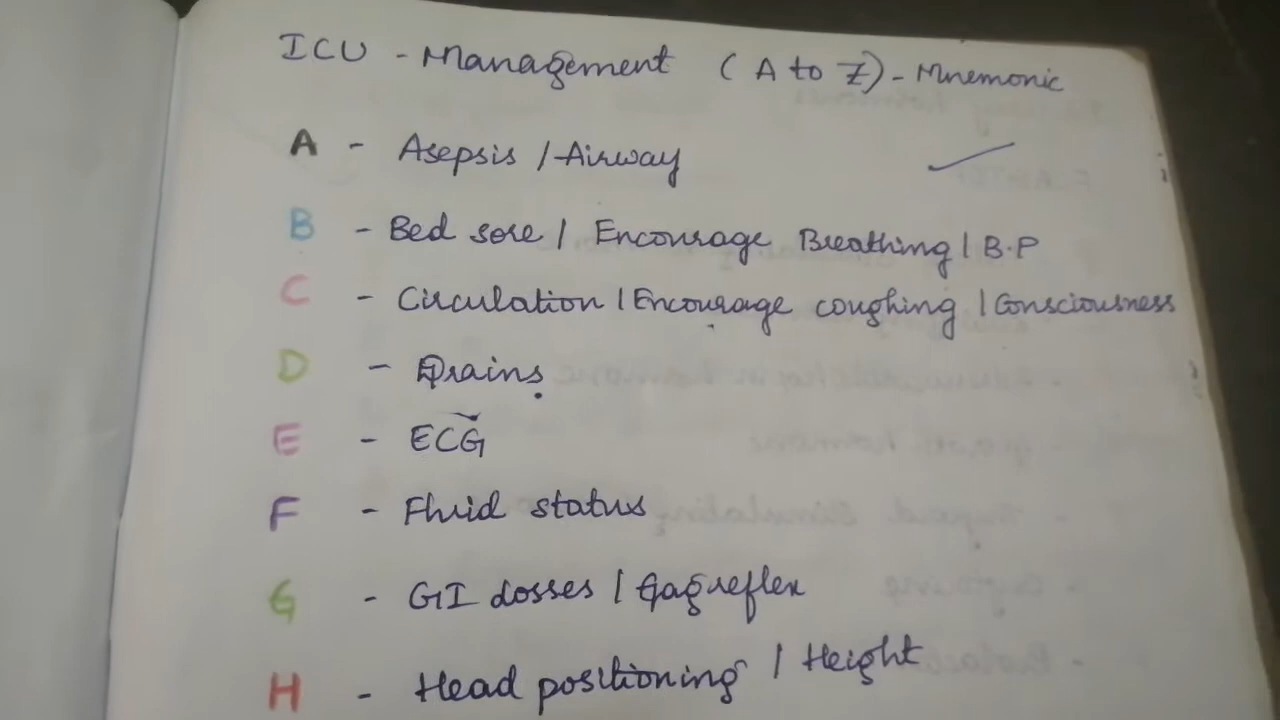 ICU - Management (A to Z) - Mnemonic
A - Asepsis / Airway
B - Bed sore / Encourage Breathing / B.P
C - Circulation / Encourage coughing / Consciousness
D - Drains
E - ECG
F - Fluid status
G - GI losses / Gag reflex
H - Head positioning / Height